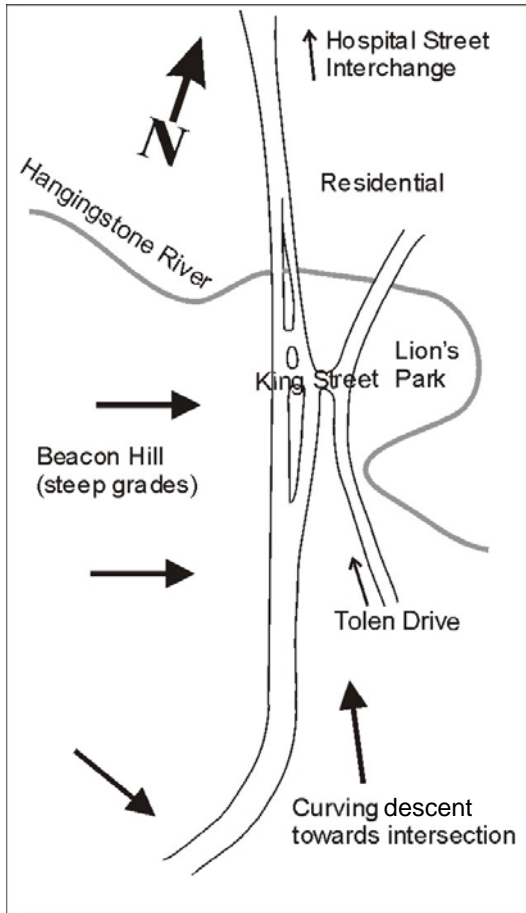 Hospital Street
Interchange
N
Residential
Hangingstone River
Lion's
Park
King Street
Beacon Hill
(steep grades)
Tolen Drive
Curving descent
towards intersection